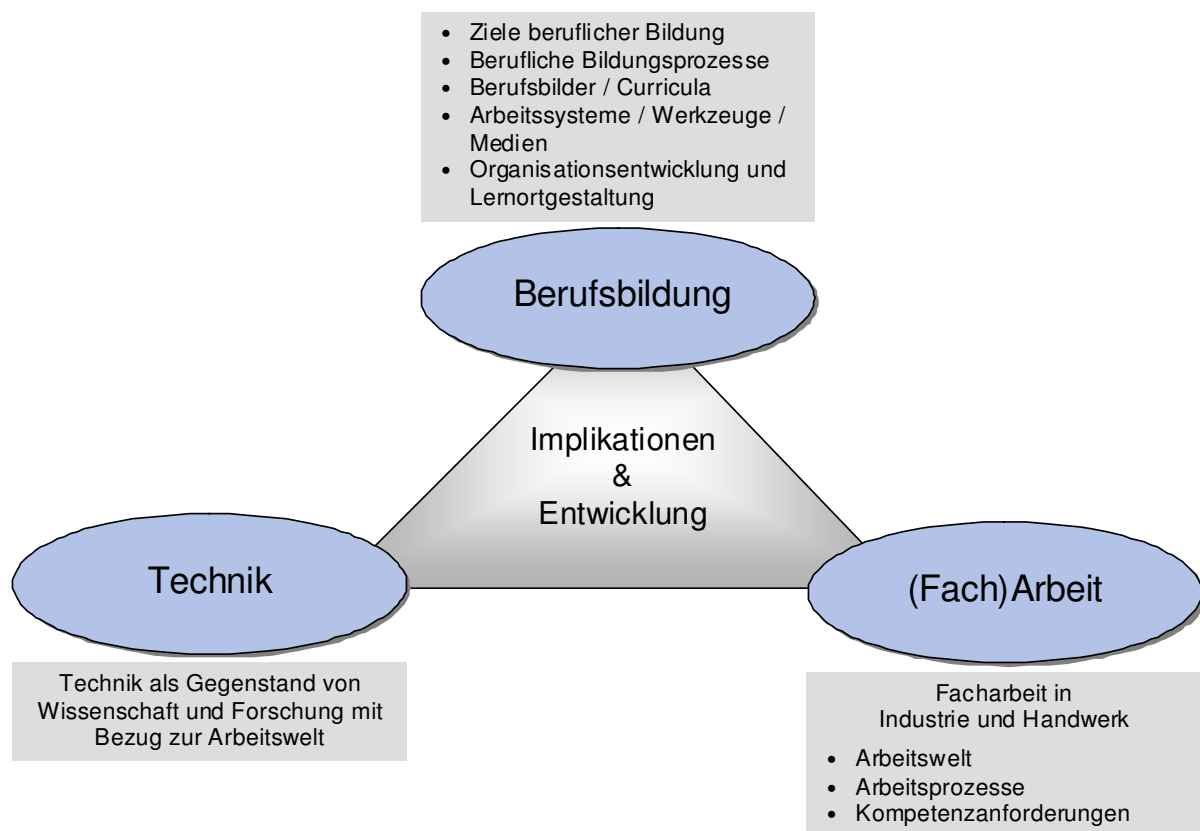 • Ziele beruflicher Bildung
• Berufliche Bildungsprozesse
• Berufsbilder / Curricula
• Arbeitssysteme / Werkzeuge /
Medien
• Organisationsentwicklung und
Lernortgestaltung
Berufsbildung
Implikationen
&
Entwicklung
Technik
(Fach)Arbeit
Technik als Gegenstand von
Wissenschaft und Forschung mit
Bezug zur Arbeitswelt
Facharbeit in
Industrie und Handwerk
• Arbeitswelt
• Arbeitsprozesse
• Kompetenzanforderungen